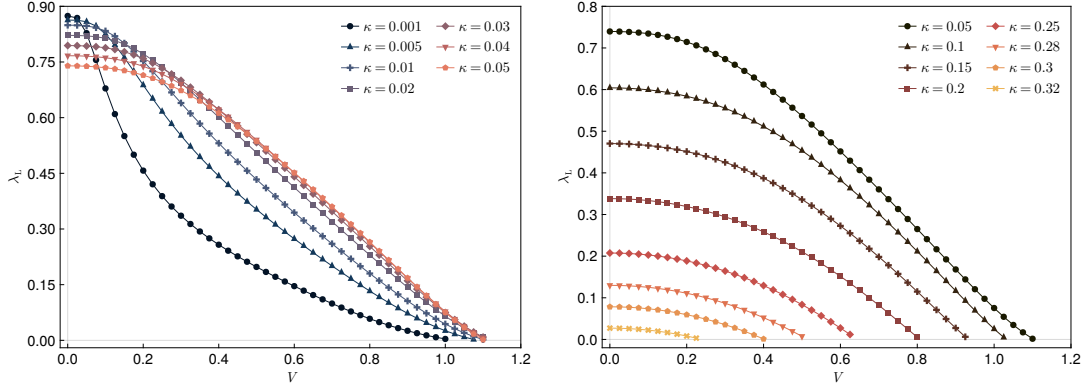 0.90
0.75
0.60
0.45
0.30
0.15
0.00
λL
0.0 0.2 0.4 0.6 0.8 1.0 1.2
V
κ = 0.001 κ = 0.03
κ = 0.005 κ = 0.04
κ = 0.01 κ = 0.05
κ = 0.02
0.8
0.7
0.6
0.5
0.4
0.3
0.2
0.1
0.0
λL
0.0 0.2 0.4 0.6 0.8 1.0 1.2
V
κ = 0.05 κ = 0.25
κ = 0.1 κ = 0.28
κ = 0.15 κ = 0.3
κ = 0.2 κ = 0.32